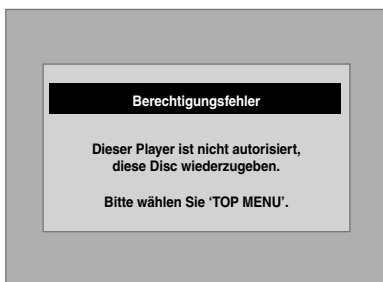 Berechtigungsfehler
Dieser Player ist nicht autorisiert,
diese Disc wiederzugeben.
Bitte wählen Sie ‘TOP MENU’.